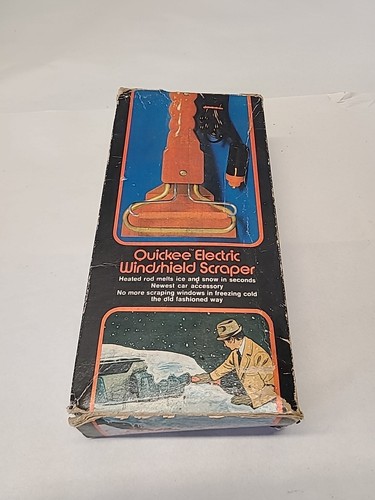 Quickee™ Electric
Windshield Scraper
Heated rod melts ice and snow in seconds
Newest car accessory
No more scraping windows in freezing cold
the old fashioned way